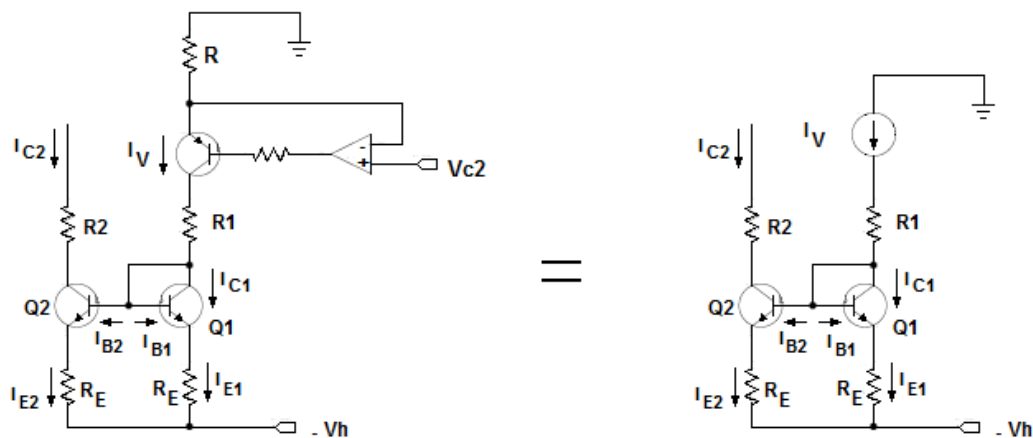 R
I_C2
I_V
-
+
Vc2
R2
R1
I_C1
Q2
Q1
I_B2
I_B1
I_E2
R_E
R_E
I_E1
- Vh
=
I_C2
I_V
R2
R1
I_C1
Q2
Q1
I_B2
I_B1
I_E2
R_E
R_E
I_E1
- Vh